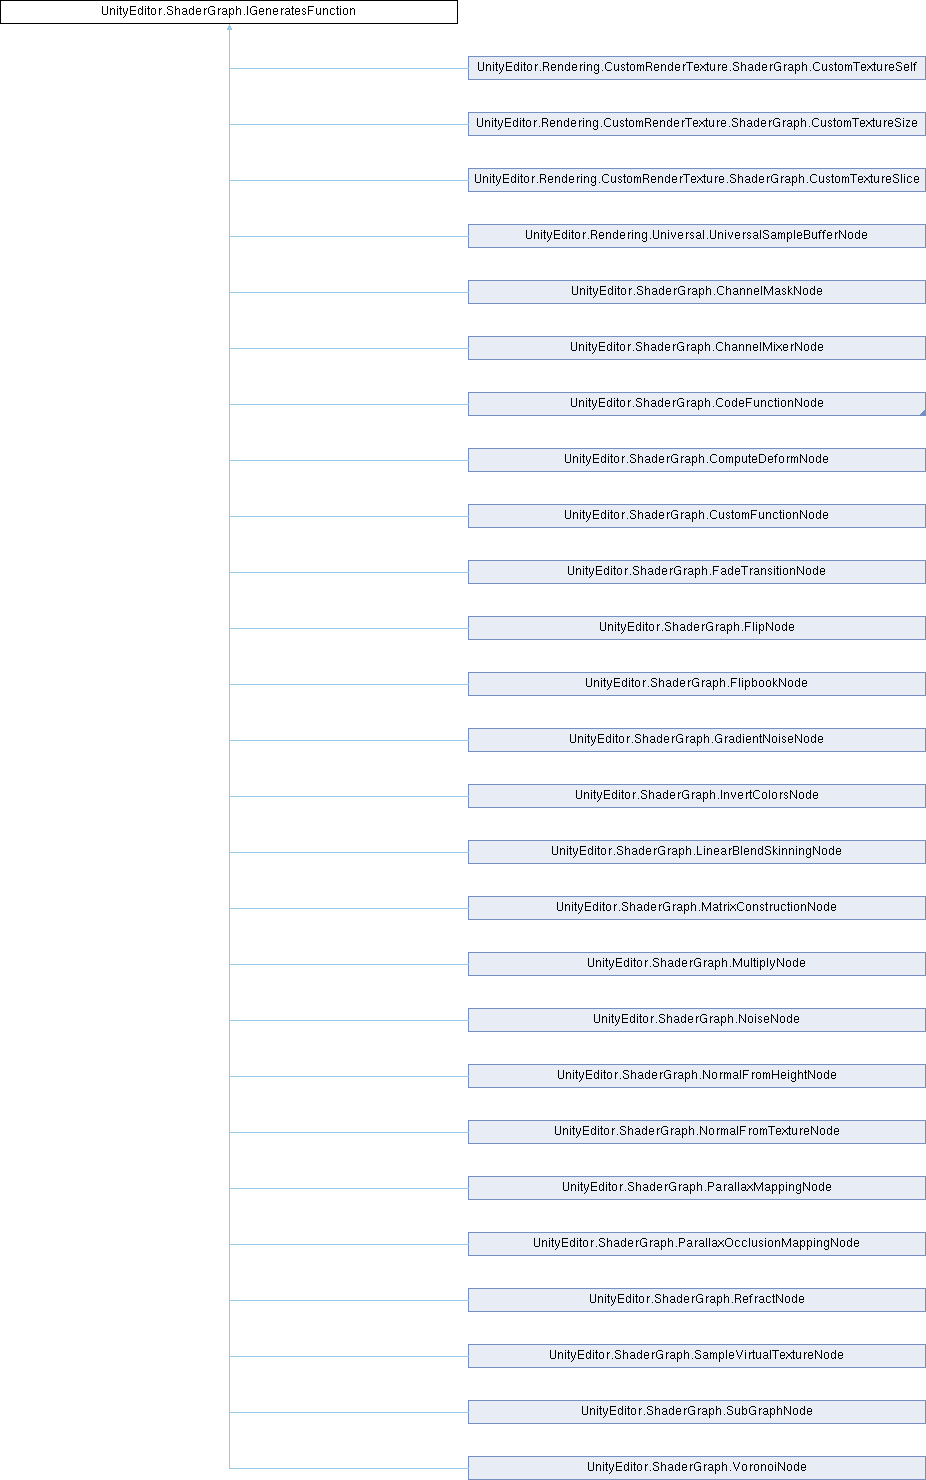 UnityEditor.ShaderGraph.IGeneratesFunction
UnityEditor.Rendering.CustomRenderTexture.ShaderGraph.CustomTextureSelf
UnityEditor.Rendering.CustomRenderTexture.ShaderGraph.CustomTextureSize
UnityEditor.Rendering.CustomRenderTexture.ShaderGraph.CustomTextureSlice
UnityEditor.Rendering.Universal.UniversalSampleBufferNode
UnityEditor.ShaderGraph.ChannelMaskNode
UnityEditor.ShaderGraph.ChannelMixerNode
UnityEditor.ShaderGraph.CodeFunctionNode
UnityEditor.ShaderGraph.ComputeDeformNode
UnityEditor.ShaderGraph.CustomFunctionNode
UnityEditor.ShaderGraph.FadeTransitionNode
UnityEditor.ShaderGraph.FlipNode
UnityEditor.ShaderGraph.FlipbookNode
UnityEditor.ShaderGraph.GradientNoiseNode
UnityEditor.ShaderGraph.InvertColorsNode
UnityEditor.ShaderGraph.LinearBlendSkinningNode
UnityEditor.ShaderGraph.MatrixConstructionNode
UnityEditor.ShaderGraph.MultiplyNode
UnityEditor.ShaderGraph.NoiseNode
UnityEditor.ShaderGraph.NormalFromHeightNode
UnityEditor.ShaderGraph.NormalFromTextureNode
UnityEditor.ShaderGraph.ParallaxMappingNode
UnityEditor.ShaderGraph.ParallaxOcclusionMappingNode
UnityEditor.ShaderGraph.RefractNode
UnityEditor.ShaderGraph.SampleVirtualTextureNode
UnityEditor.ShaderGraph.SubGraphNode
UnityEditor.ShaderGraph.VoronoiNode